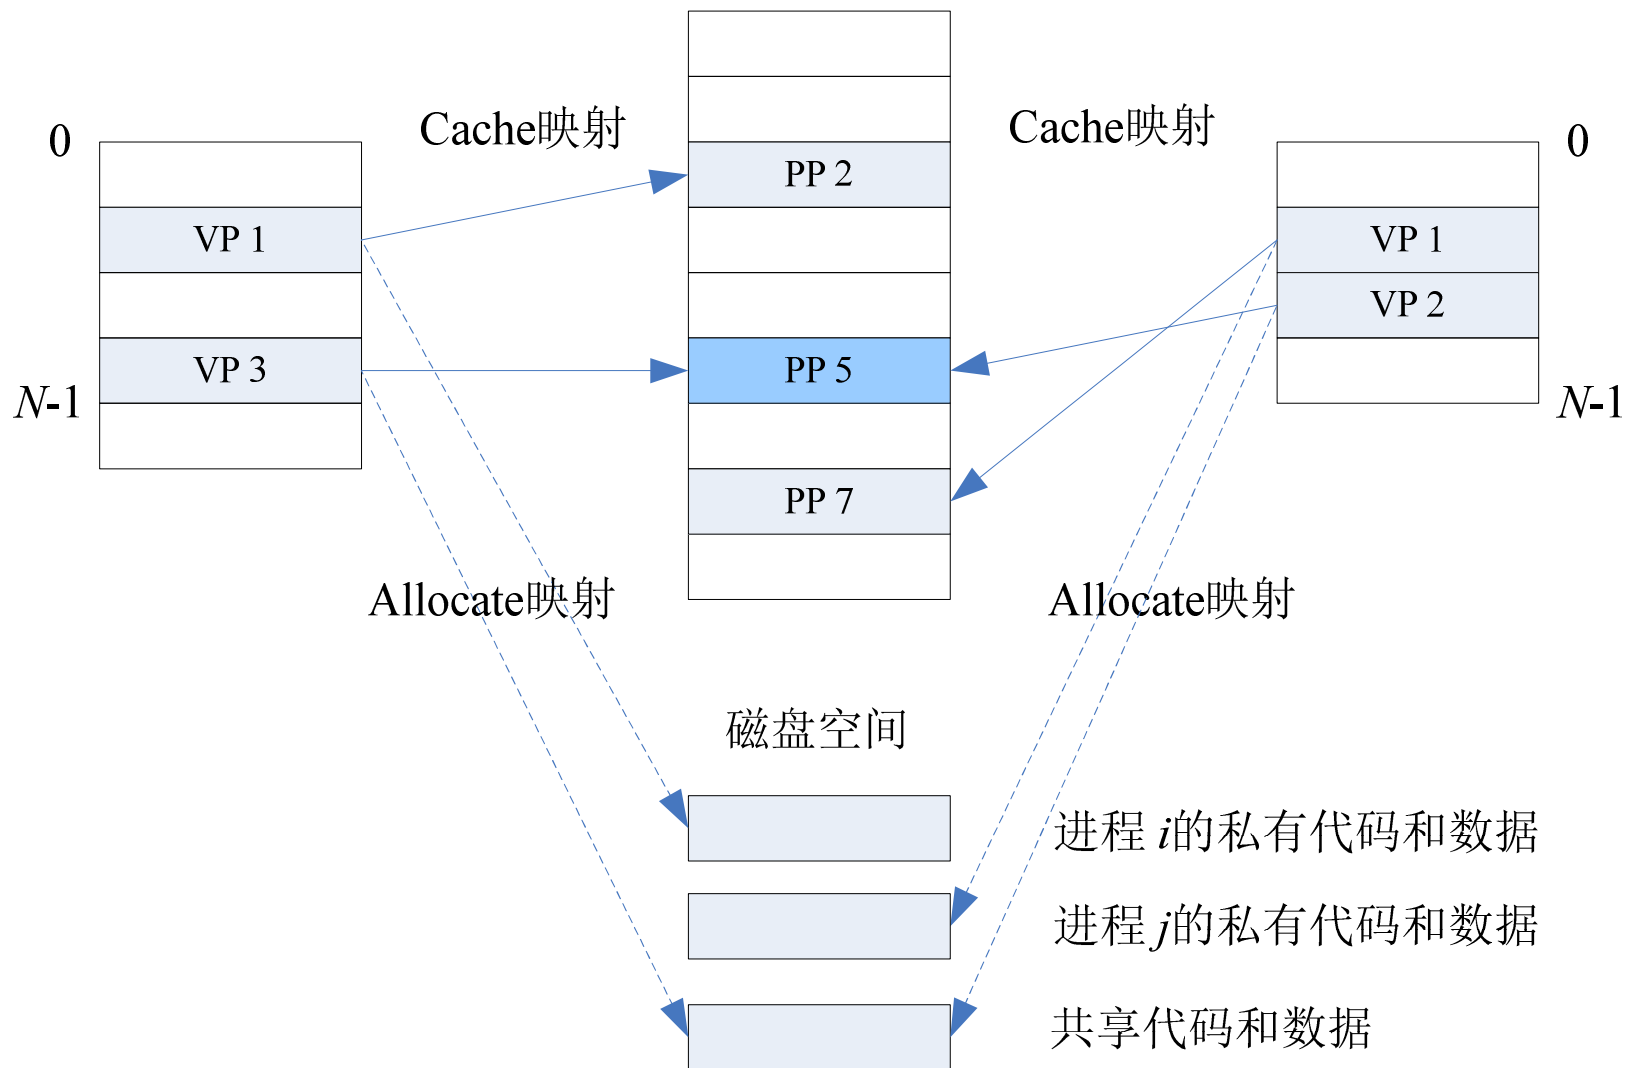 Cache映射
Cache映射
0
0
PP 2
VP 1
VP 1
VP 2
VP 3
PP 5
N-1
N-1
PP 7
Allocate映射
Allocate映射
磁盘空间
进程 i的私有代码和数据
进程 j的私有代码和数据
共享代码和数据